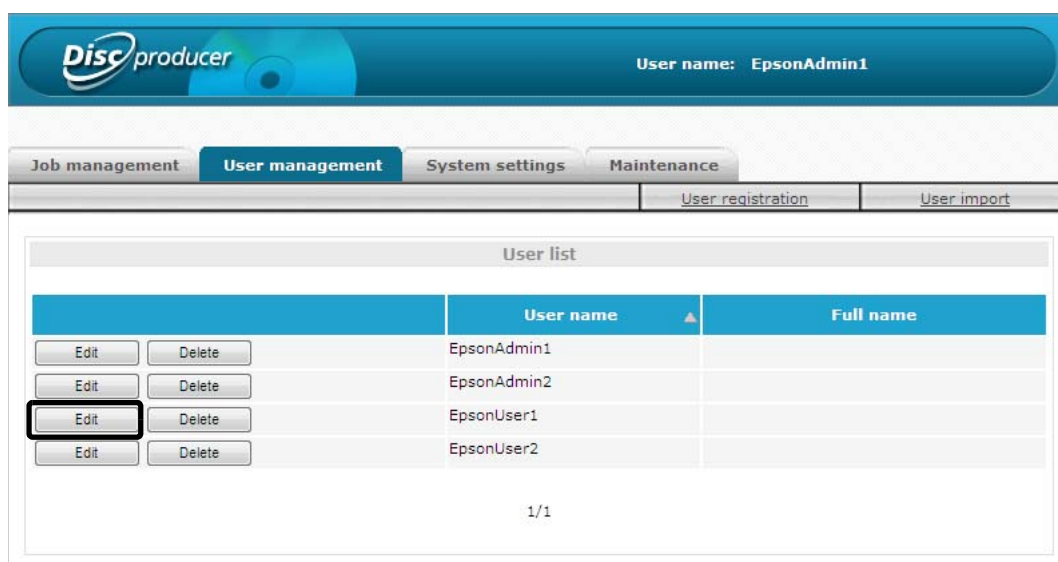 Disc producer
User name: EpsonAdmin1
Job management User management System settings Maintenance
User registration User import
User list
User name Full name
Edit Delete EpsonAdmin1
Edit Delete EpsonAdmin2
Edit Delete EpsonUser1
Edit Delete EpsonUser2
1/1